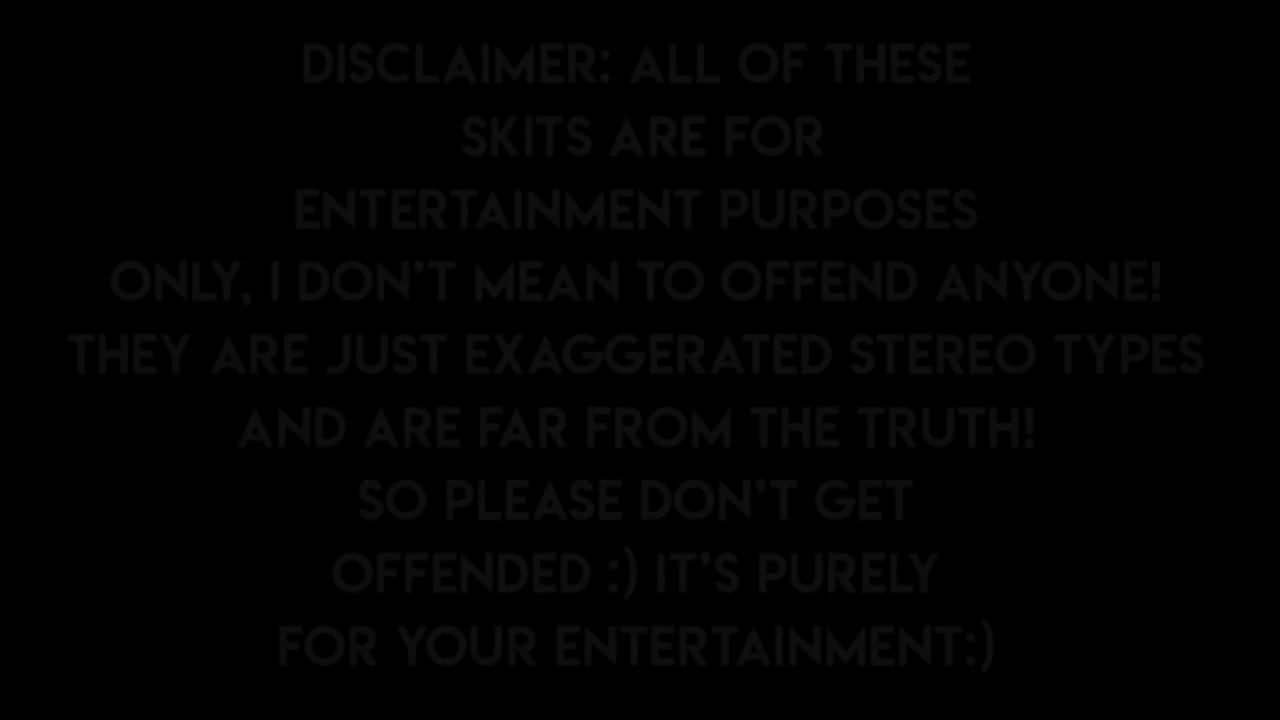 DISCLAIMER: ALL OF THESE
SKITS ARE FOR
ENTERTAINMENT PURPOSES
ONLY, I DON'T MEAN TO OFFEND ANYONE!
THEY ARE JUST EXAGGERATED STEREO TYPES
AND ARE FAR FROM THE TRUTH!
SO PLEASE DON'T GET
OFFENDED :) IT'S PURELY
FOR YOUR ENTERTAINMENT:)